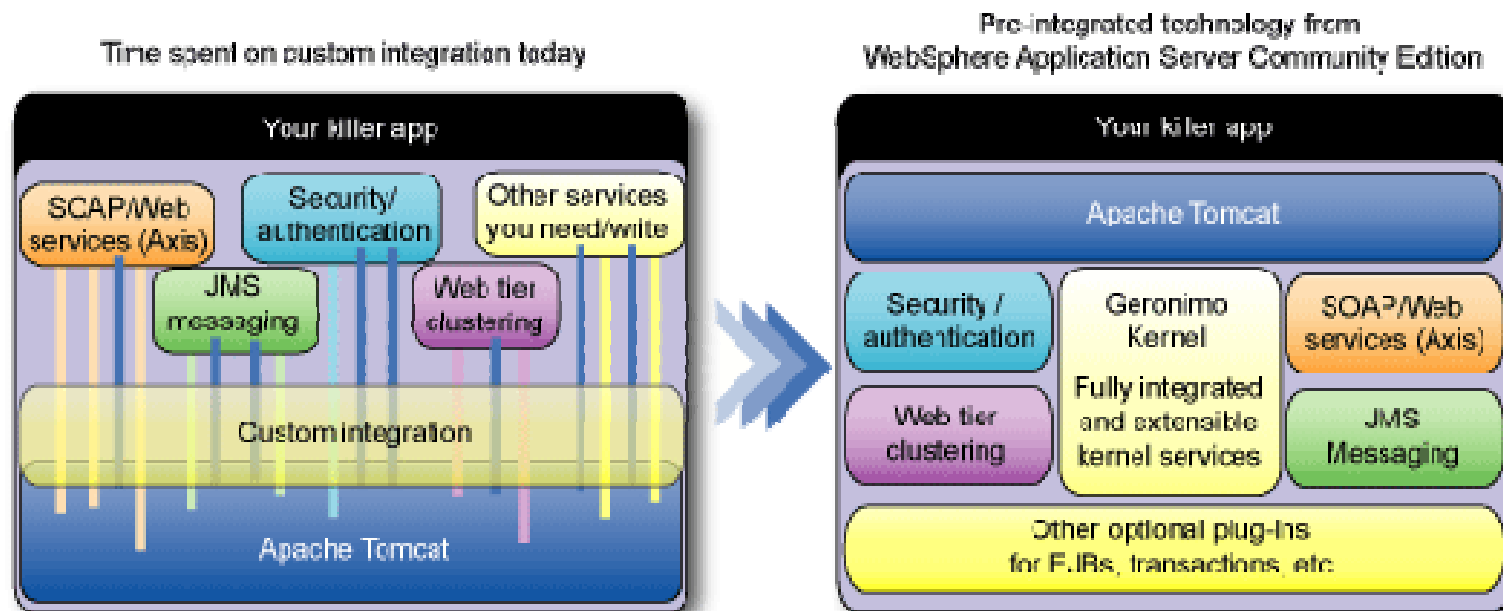 Time spent on custom integration today
Your killer app
SCAP/Web
services (Axis)
Security/
authentication
Other services
you need/write
JMS
messaging
Web tier
clustering
Custom integration
Apache Tomcat
Pre-integrated technology from
WebSphere Application Server Community Edition
Your killer app
Apache Tomcat
Security /
authentication
Geronimo
Kernel
Fully integrated
and extensible
kernel services
SOAP/Web
services (Axis)
Web tier
clustering
JMS
Messaging
Other optional plug-ins
for EJBs, transactions, etc